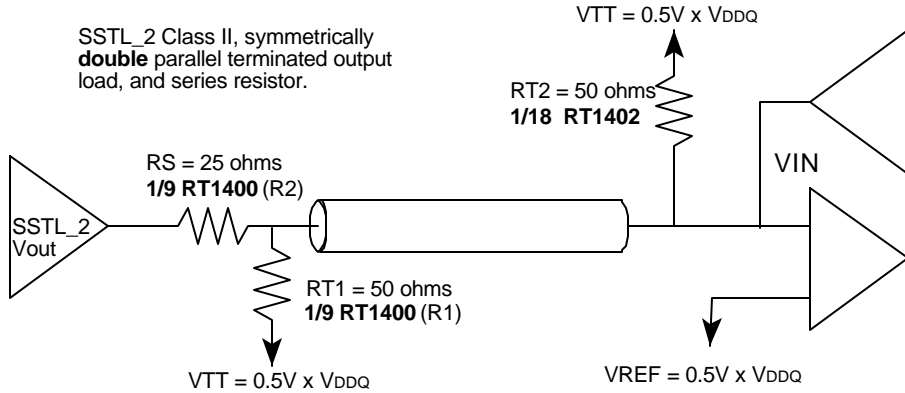 SSTL_2 Class II, symmetrically
double parallel terminated output
load, and series resistor.
VTT = 0.5V x VDDQ
RT2 = 50 ohms
1/18 RT1402
RS = 25 ohms
1/9 RT1400 (R2)
VIN
SSTL_2
Vout
RT1 = 50 ohms
1/9 RT1400 (R1)
VTT = 0.5V x VDDQ
VREF = 0.5V x VDDQ